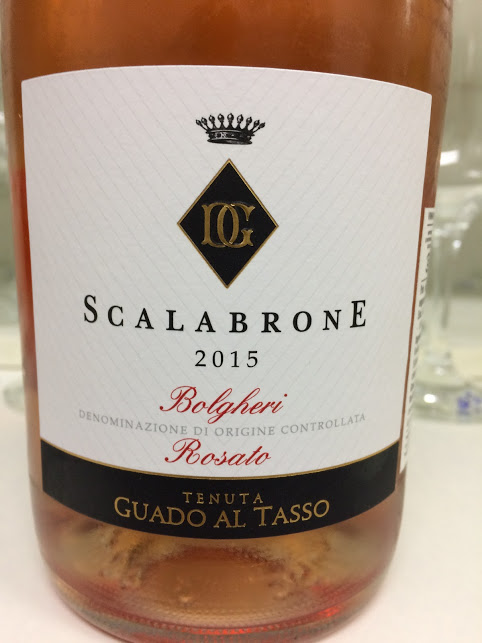 DG
SCALABRONE
2015
Bolgheri
DENOMINAZIONE DI ORIGINE CONTROLLATA
Rosato
TENUTA
GUADO AL TASSO